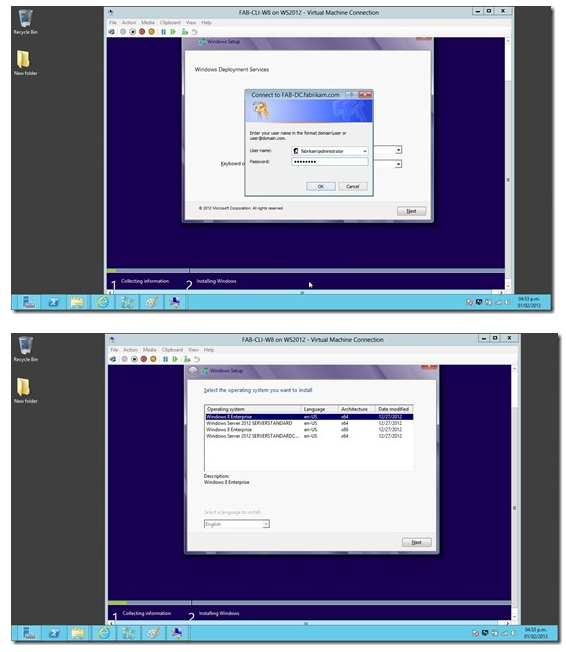 FAB-CLI-W8 on WS2012 - Virtual Machine Connection
File Action Media Clipboard View Help
Recycle Bin
New folder
Windows Setup
Windows Deployment Services
Connect to FAB-DC.fabrikam.com
Enter your user name in the format domain\user or
user@domain.com.
User name: fabrikam\administrator
Password: ••••••••
Keyboard o
OK Cancel
© 2012 Microsoft Corporation. All rights reserved.
Next
1 Collecting information 2 Installing Windows
04:53 p.m.
01/02/2013
FAB-CLI-W8 on WS2012 - Virtual Machine Connection
File Action Media Clipboard View Help
Recycle Bin
New folder
Windows Setup
Select the operating system you want to install
Operating system Language Architecture Date modified
Windows 8 Enterprise en-US x64 12/27/2012
Windows Server 2012 SERVERSTANDARD en-US x64 12/27/2012
Windows 8 Enterprise en-US x86 12/27/2012
Windows Server 2012 SERVERSTANDARDC... en-US x64 12/27/2012
Description:
Windows 8 Enterprise
Select a language to install:
English
Next
1 Collecting information 2 Installing Windows
04:53 p.m.
01/02/2013